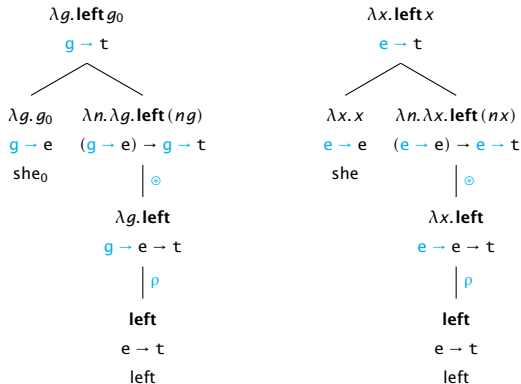 λg.left g₀
g → t
λg.g₀
g → e
she₀
λn.λg.left (ng)
(g → e) → g → t
⊛
λg.left
g → e → t
ρ
left
e → t
left
λx.left x
e → t
λx.x
e → e
she
λn.λx.left (nx)
(e → e) → e → t
⊛
λx.left
e → e → t
ρ
left
e → t
left